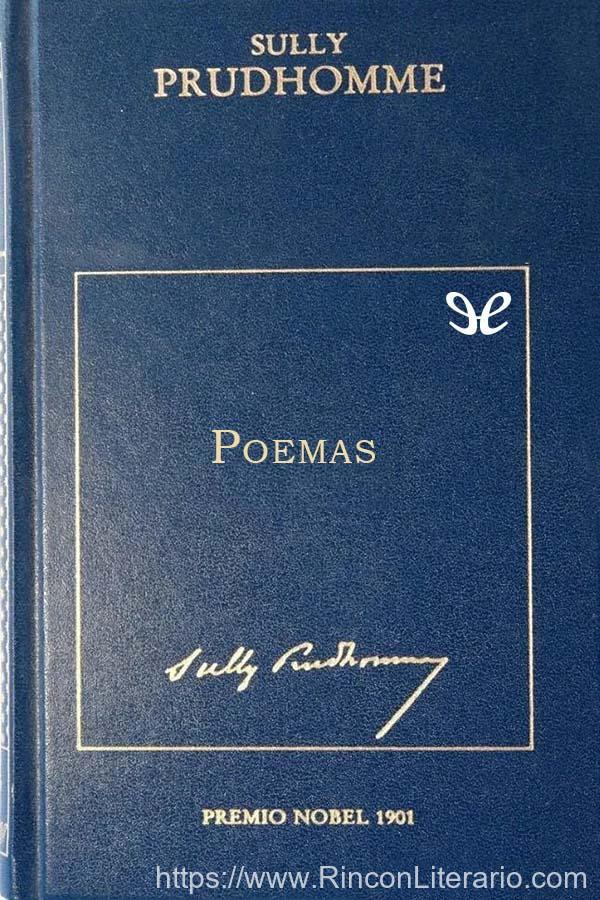 SULLY
PRUDHOMME
POEMAS
Sully Prudhomme
PREMIO NOBEL 1901
https://www.RinconLiterario.com